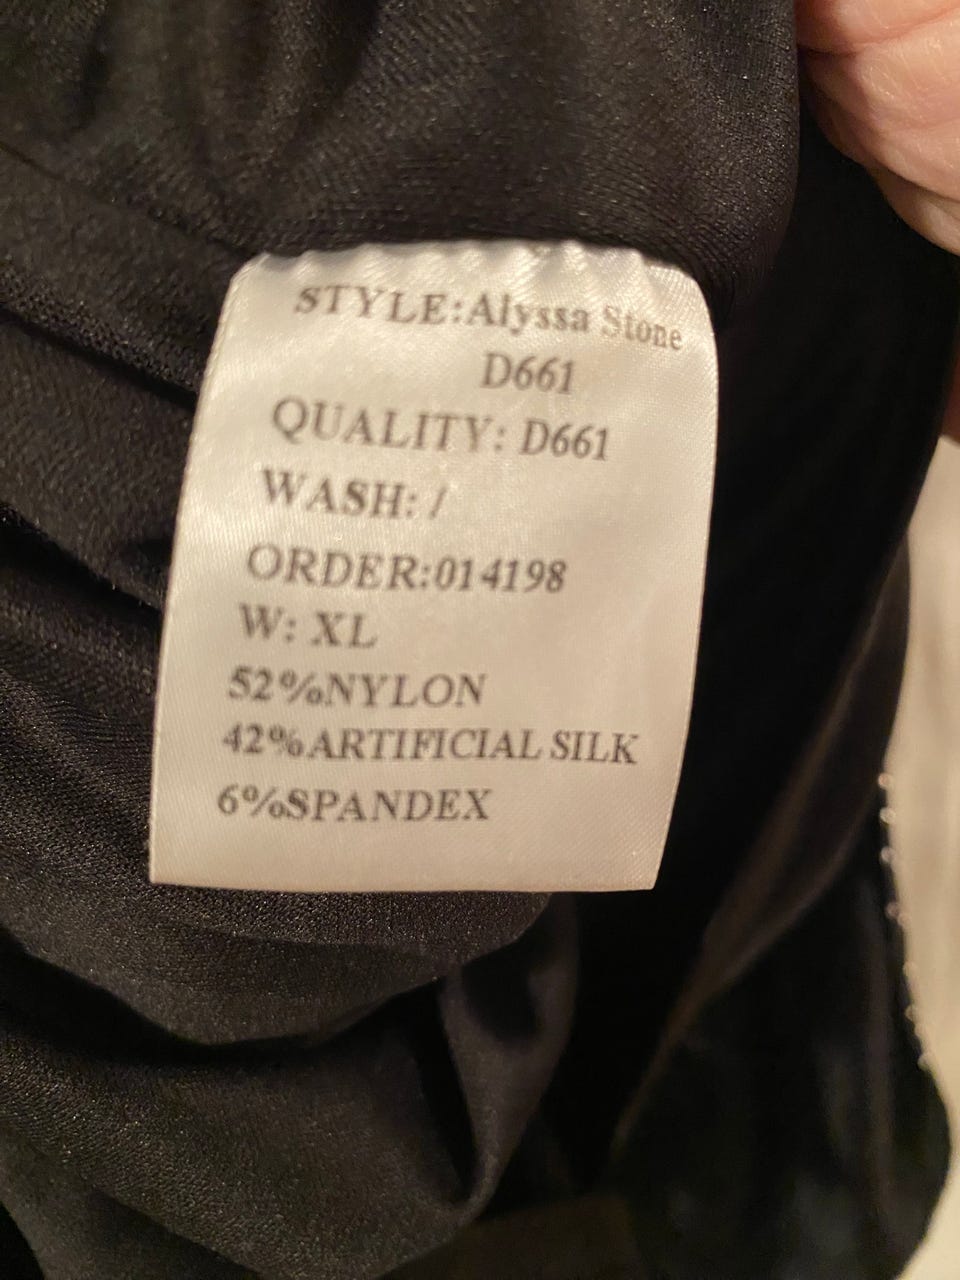 STYLE:Alyssa Stone
D661
QUALITY: D661
WASH: /
ORDER:014198
W: XL
52%NYLON
42%ARTIFICIAL SILK
6%SPANDEX